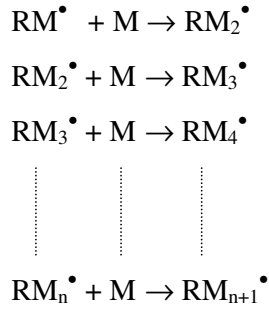 RM• + M → RM₂•
RM₂• + M → RM₃•
RM₃• + M → RM₄•
RMₙ• + M → RMₙ₊₁•